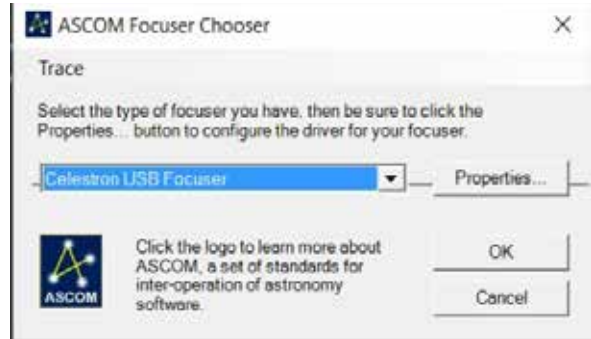 ASCOM Focuser Chooser
Trace
Select the type of focuser you have, then be sure to click the
Properties... button to configure the driver for your focuser.
Celestron USB Focuser
Properties...
Click the logo to learn more about
ASCOM, a set of standards for
inter-operation of astronomy
software.
ASCOM
OK
Cancel